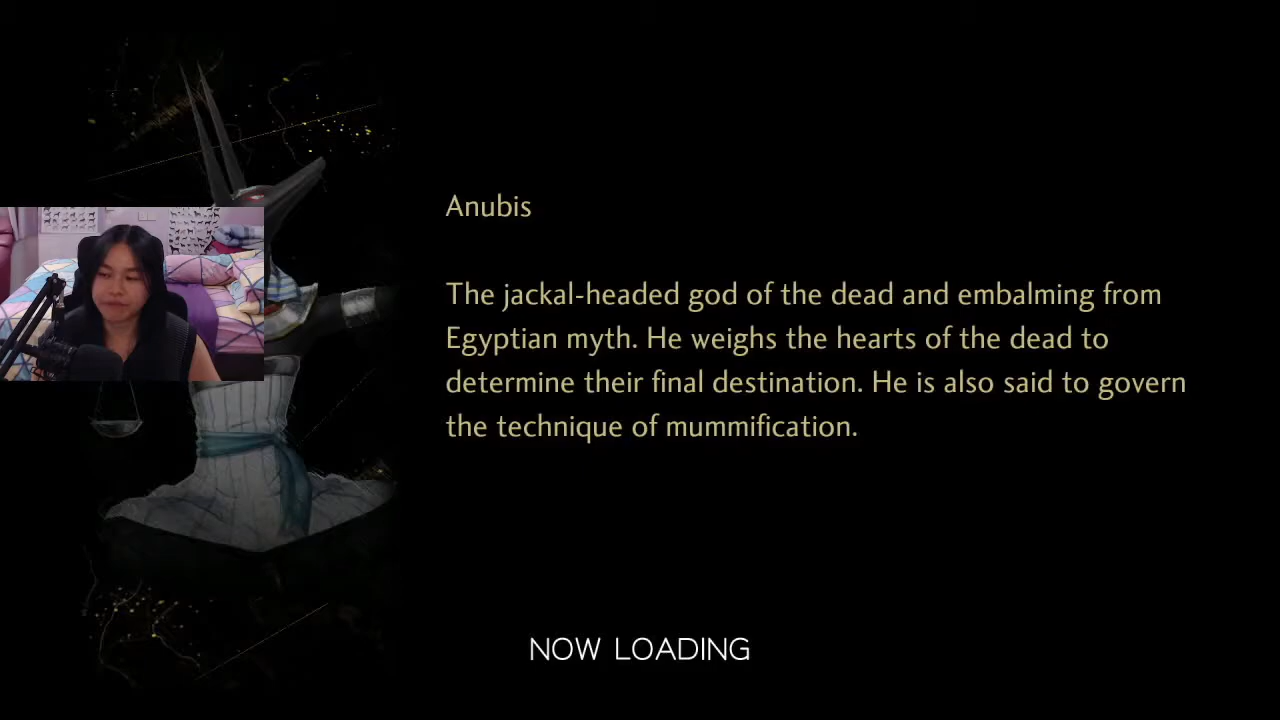 Anubis
The jackal-headed god of the dead and embalming from
Egyptian myth. He weighs the hearts of the dead to
determine their final destination. He is also said to govern
the technique of mummification.
NOW LOADING